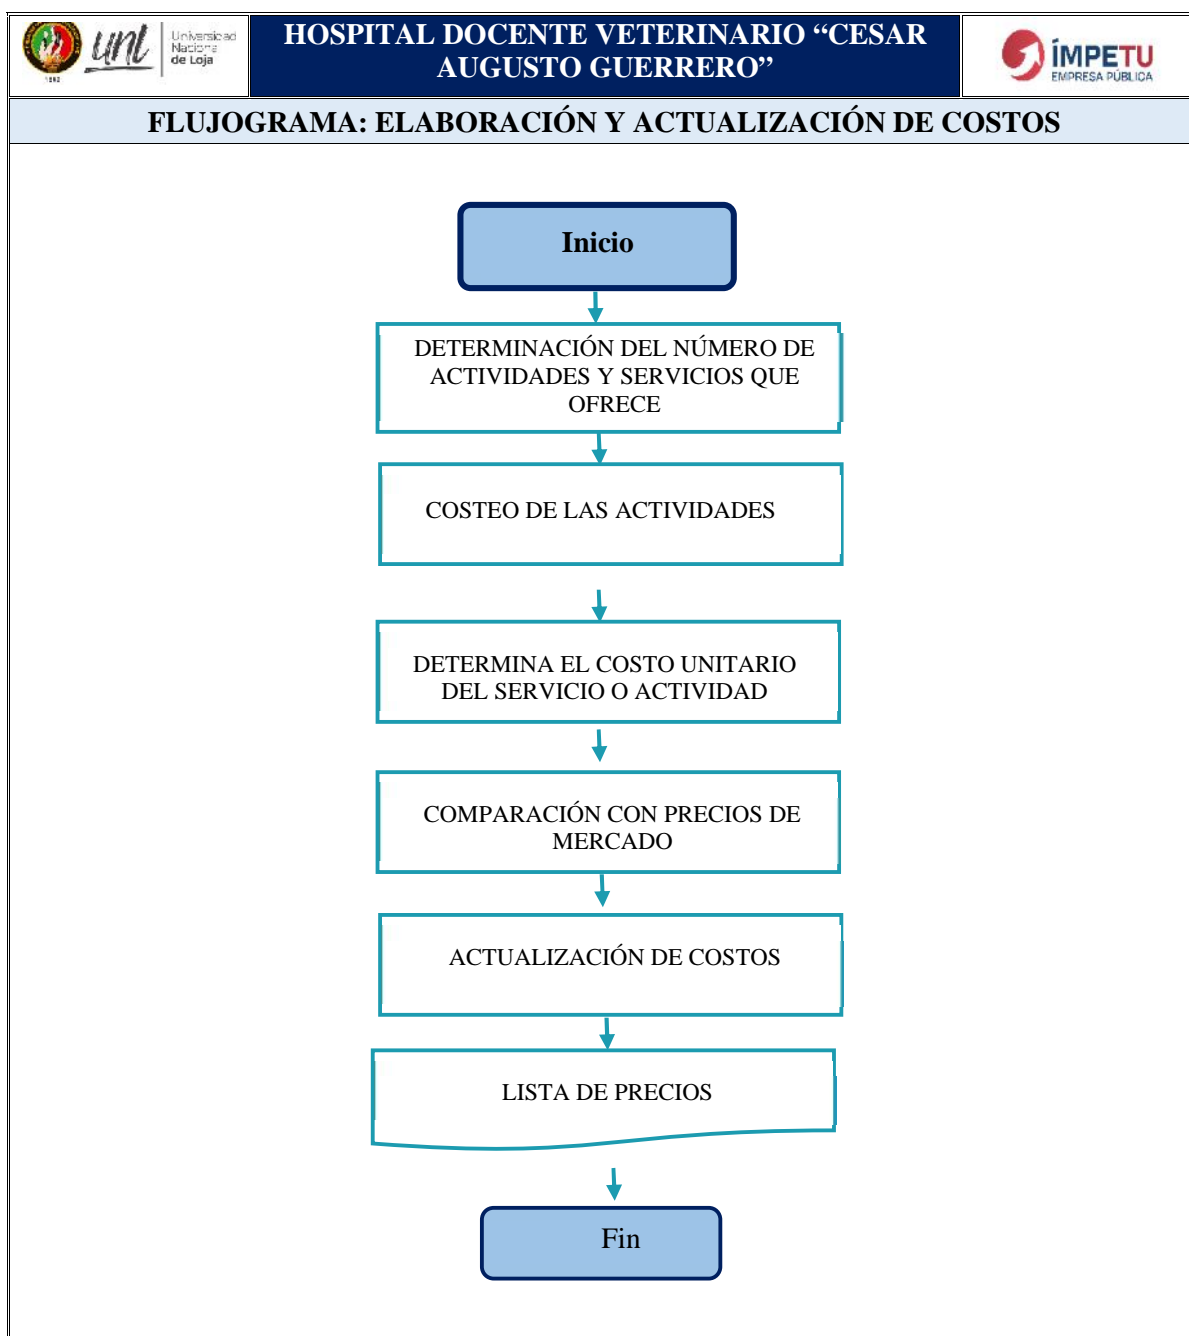 unl
Universidad
Nacional
de Loja
1859
HOSPITAL DOCENTE VETERINARIO “CESAR
AUGUSTO GUERRERO”
ÍMPETU
EMPRESA PÚBLICA
FLUJOGRAMA: ELABORACIÓN Y ACTUALIZACIÓN DE COSTOS
Inicio
DETERMINACIÓN DEL NÚMERO DE
ACTIVIDADES Y SERVICIOS QUE
OFRECE
COSTEO DE LAS ACTIVIDADES
DETERMINA EL COSTO UNITARIO
DEL SERVICIO O ACTIVIDAD
COMPARACIÓN CON PRECIOS DE
MERCADO
ACTUALIZACIÓN DE COSTOS
LISTA DE PRECIOS
Fin